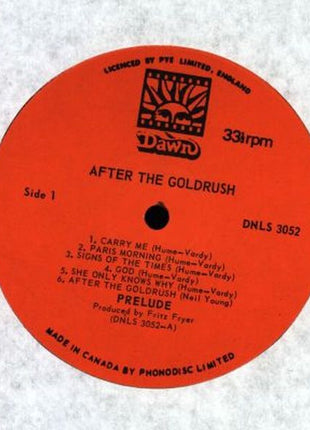 LICENCED BY PYE LIMITED, ENGLAND
Dawn
33⅓rpm
AFTER THE GOLDRUSH
Side 1
DNLS 3052
1. CARRY ME (Hume-Vardy)
2. PARIS MORNING (Hume-Vardy)
3. SIGNS OF THE TIMES (Hume-Vardy)
4. GOD (Hume-Vardy)
5. SHE ONLY KNOWS WHY (Hume-Vardy)
6. AFTER THE GOLDRUSH (Neil Young)
PRELUDE
Produced by Fritz Fryer
(DNLS 3052-A)
MADE IN CANADA BY PHONODISC LIMITED